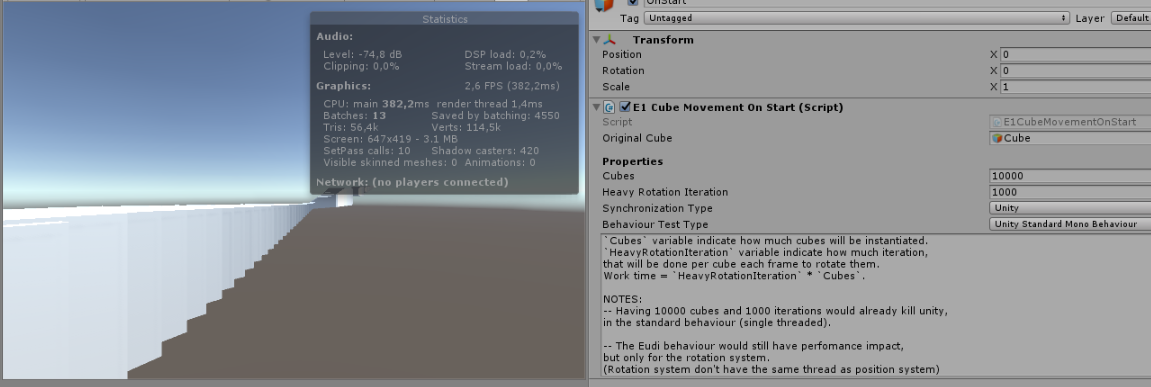 Statistics
Audio:
Level: -74,8 dB DSP load: 0,2%
Clipping: 0,0% Stream load: 0,0%
Graphics: 2,6 FPS (382,2ms)
CPU: main 382,2ms render thread 1,4ms
Batches: 13 Saved by batching: 4550
Tris: 56,4k Verts: 114,5k
Screen: 647x419 - 3.1 MB
SetPass calls: 10 Shadow casters: 420
Visible skinned meshes: 0 Animations: 0
Network: (no players connected)
OnStart
Tag Untagged Layer Default
Transform
Position X 0
Rotation X 0
Scale X 1
E1 Cube Movement On Start (Script)
Script E1CubeMovementOnStart
Original Cube Cube
Properties
Cubes 10000
Heavy Rotation Iteration 1000
Synchronization Type Unity
Behaviour Test Type Unity Standard Mono Behaviour
`Cubes` variable indicate how much cubes will be instantiated.
`HeavyRotationIteration` variable indicate how much iteration,
that will be done per cube each frame to rotate them.
Work time = `HeavyRotationIteration` * `Cubes`.
NOTES:
-- Having 10000 cubes and 1000 iterations would already kill unity,
in the standard behaviour (single threaded).
-- The Eudi behaviour would still have perfomance impact,
but only for the rotation system.
(Rotation system don't have the same thread as position system)